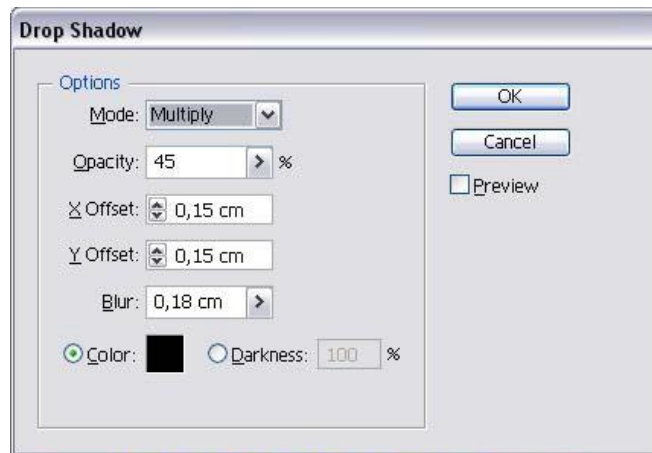 Drop Shadow
Options
Mode: Multiply
Opacity: 45 %
X Offset: 0,15 cm
Y Offset: 0,15 cm
Blur: 0,18 cm
Color: Darkness: 100 %
OK
Cancel
Preview